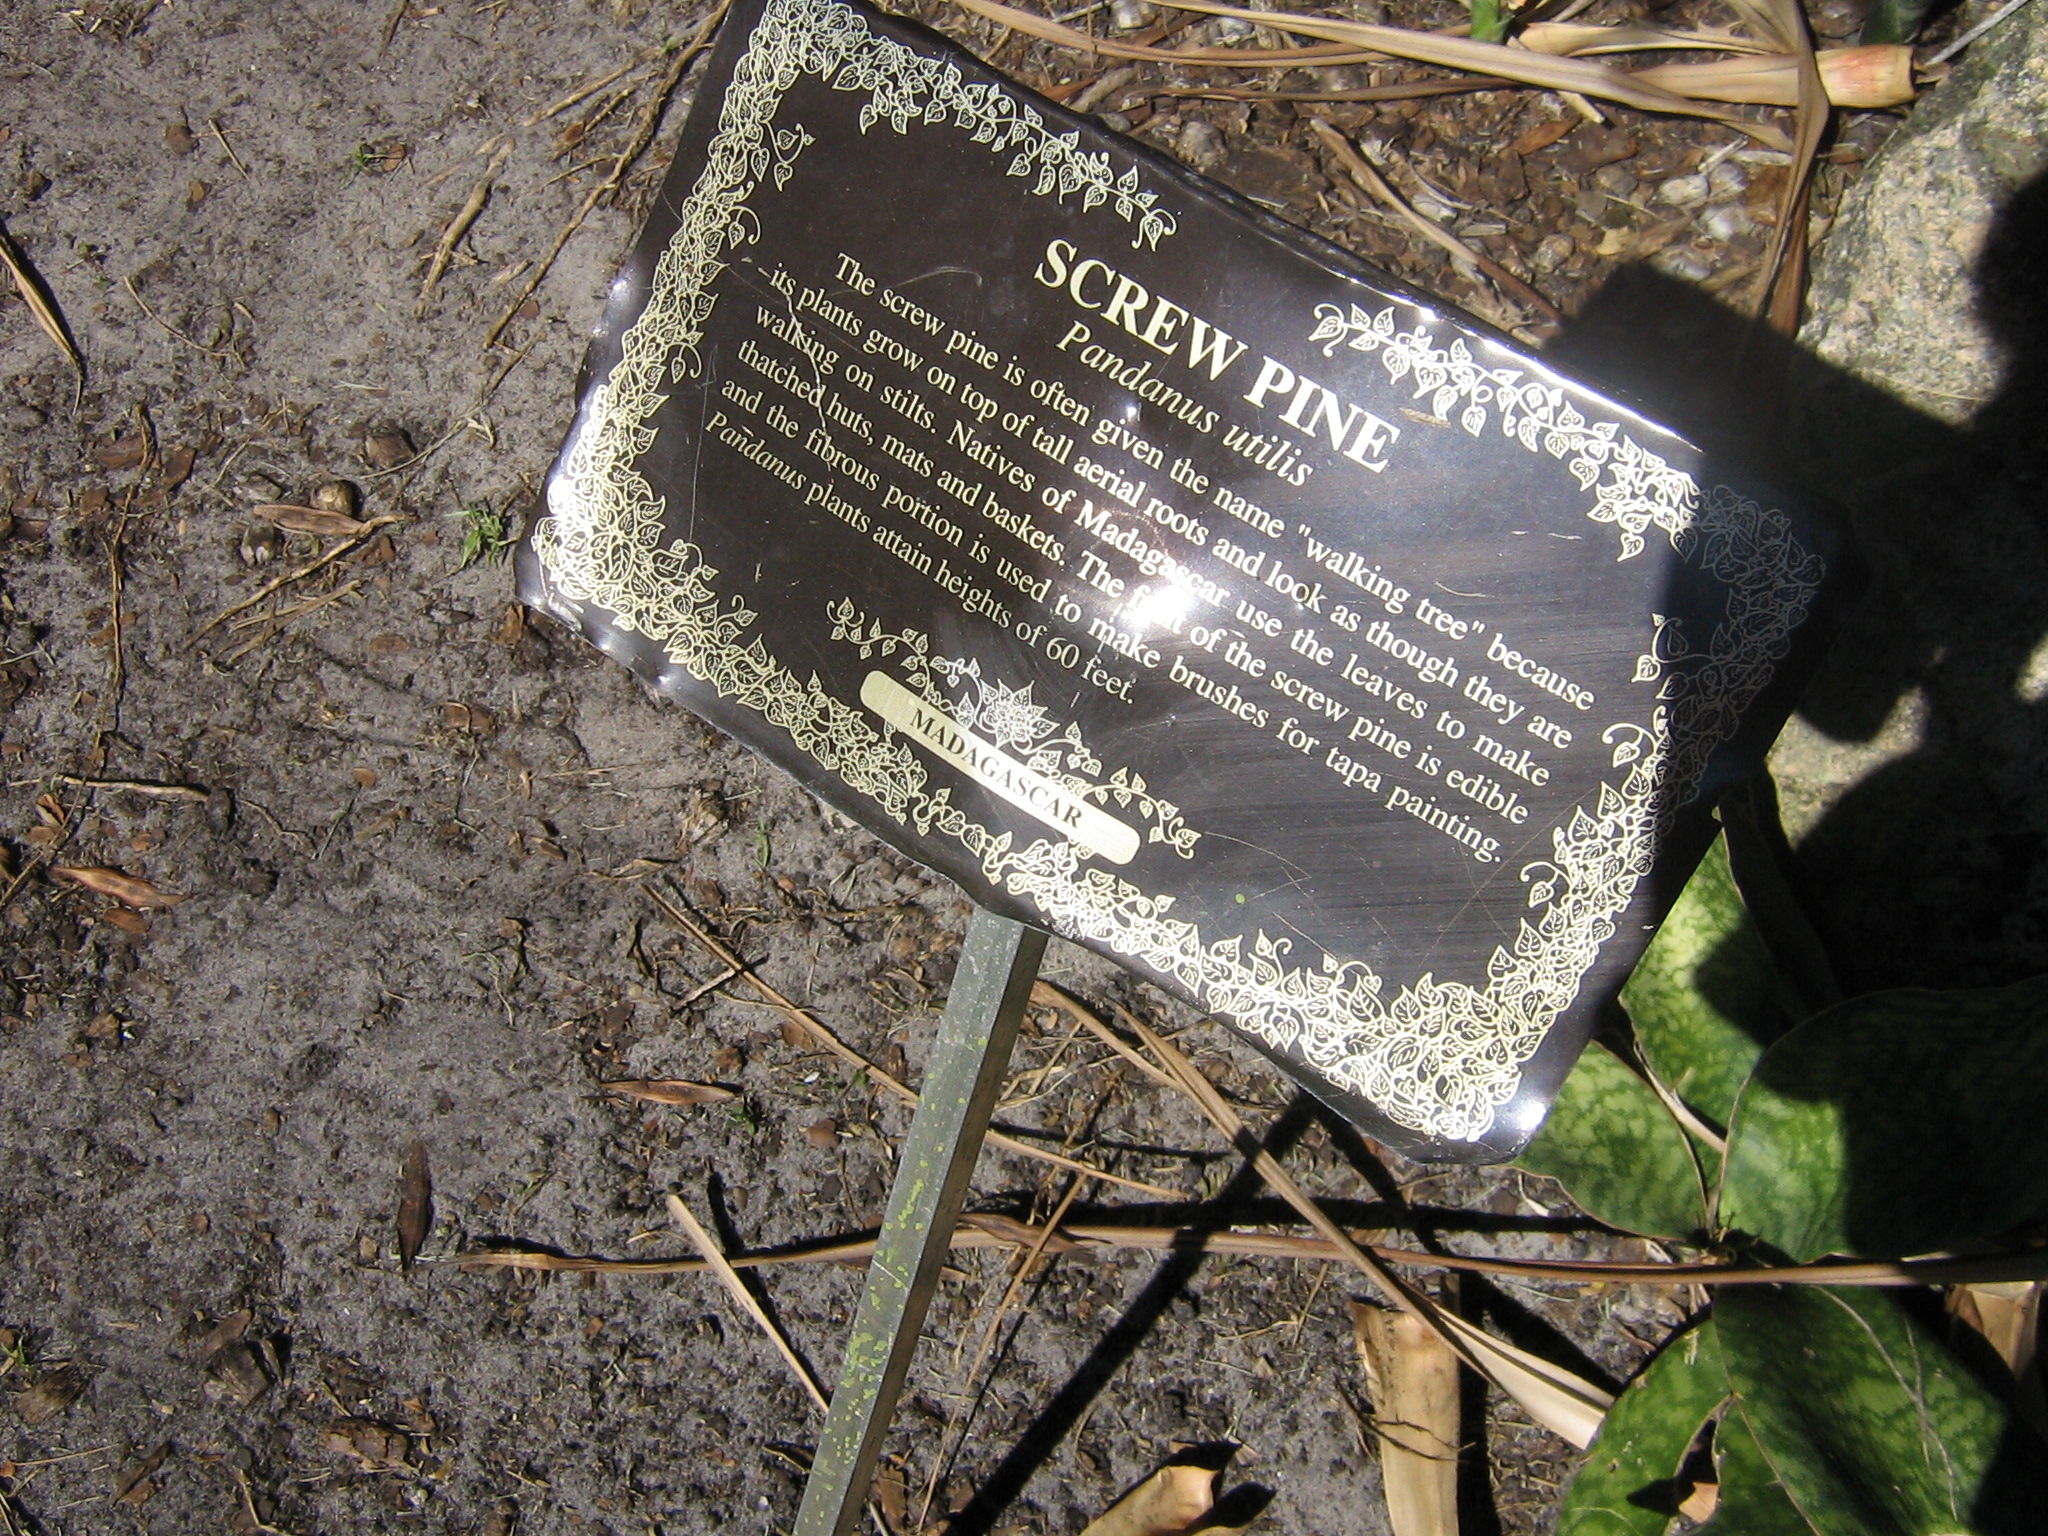 SCREW PINE
Pandanus utilis
The screw pine is often given the name "walking tree" because
its plants grow on top of tall aerial roots and look as though they are
walking on stilts. Natives of Madagascar use the leaves to make
thatched huts, mats and baskets. The fruit of the screw pine is edible
and the fibrous portion is used to make brushes for tapa painting.
Pandanus plants attain heights of 60 feet.
MADAGASCAR